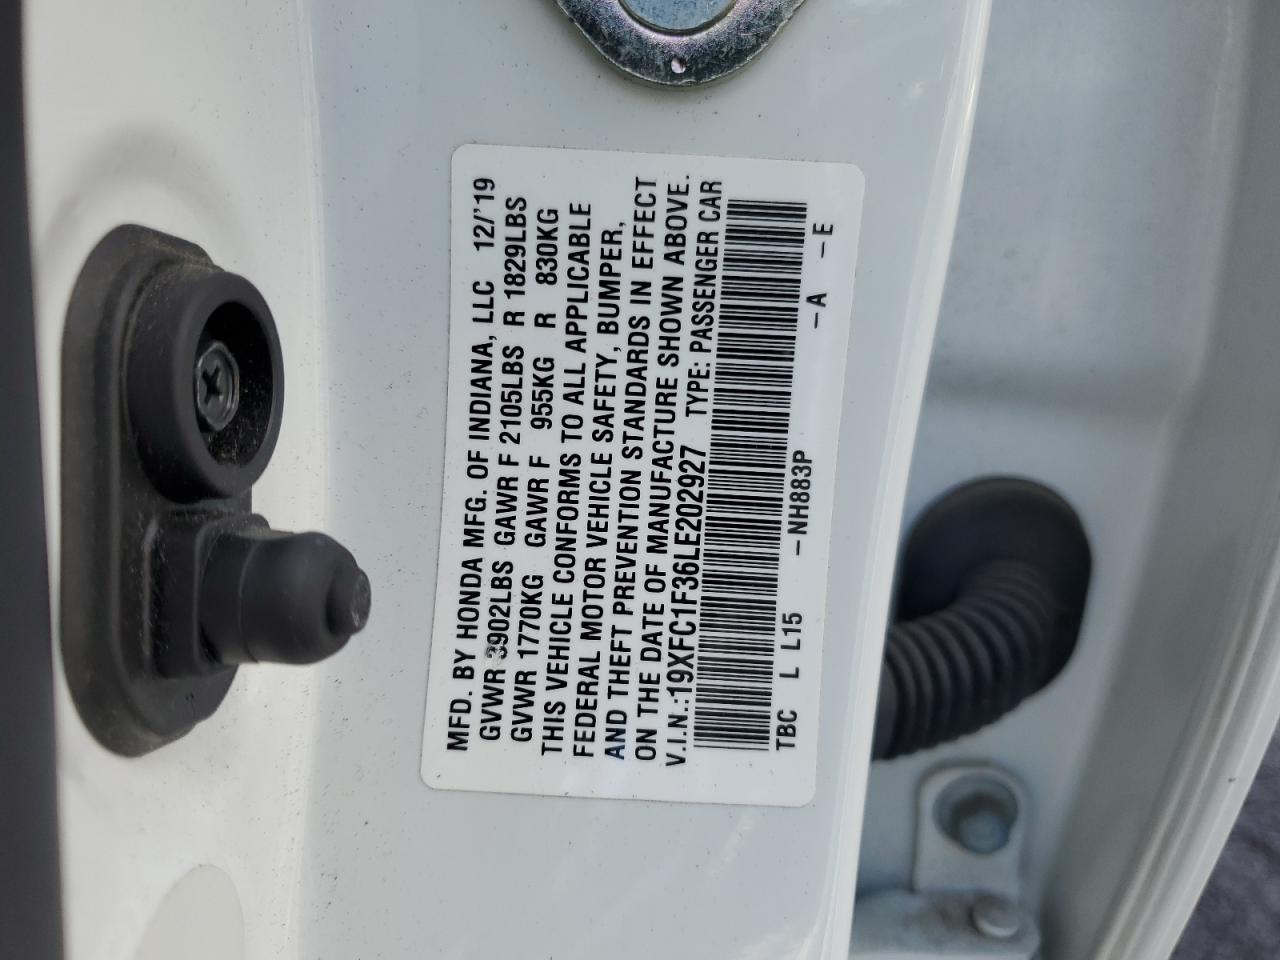 MFD. BY HONDA MFG. OF INDIANA, LLC 12/'19
GVWR 3902LBS GAWR F 2105LBS R 1829LBS
GVWR 1770KG GAWR F 955KG R 830KG
THIS VEHICLE CONFORMS TO ALL APPLICABLE
FEDERAL MOTOR VEHICLE SAFETY, BUMPER,
AND THEFT PREVENTION STANDARDS IN EFFECT
ON THE DATE OF MANUFACTURE SHOWN ABOVE.
V.I.N.:19XFC1F36LE202927 TYPE: PASSENGER CAR
TBC L L15 -NH883P -A -E